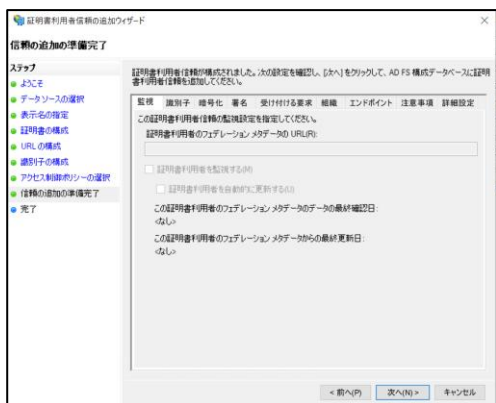 証明書利用者信頼の追加ウィザード
信頼の追加の準備完了
ステップ
ようこそ
データソースの選択
表示名の指定
証明書の構成
URL の構成
識別子の構成
アクセス制御ポリシーの選択
信頼の追加の準備完了
完了
証明書利用者信頼が構成されました。次の設定を確認し、[次へ] をクリックして、AD FS 構成データベースに証明
書利用者信頼を追加してください。
監視 識別子 暗号化 署名 受け付ける要求 組織 エンドポイント 注意事項 詳細設定
この証明書利用者信頼の監視設定を指定してください。
証明書利用者のフェデレーション メタデータの URL(R):
証明書利用者を監視する(M)
証明書利用者を自動的に更新する(U)
この証明書利用者のフェデレーション メタデータのデータの最終確認日:
<なし>
この証明書利用者のフェデレーション メタデータからの最終更新日:
<なし>
< 前へ(P) 次へ(N) > キャンセル